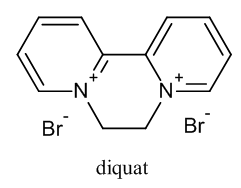 N+ N+
Br- Br-
diquat